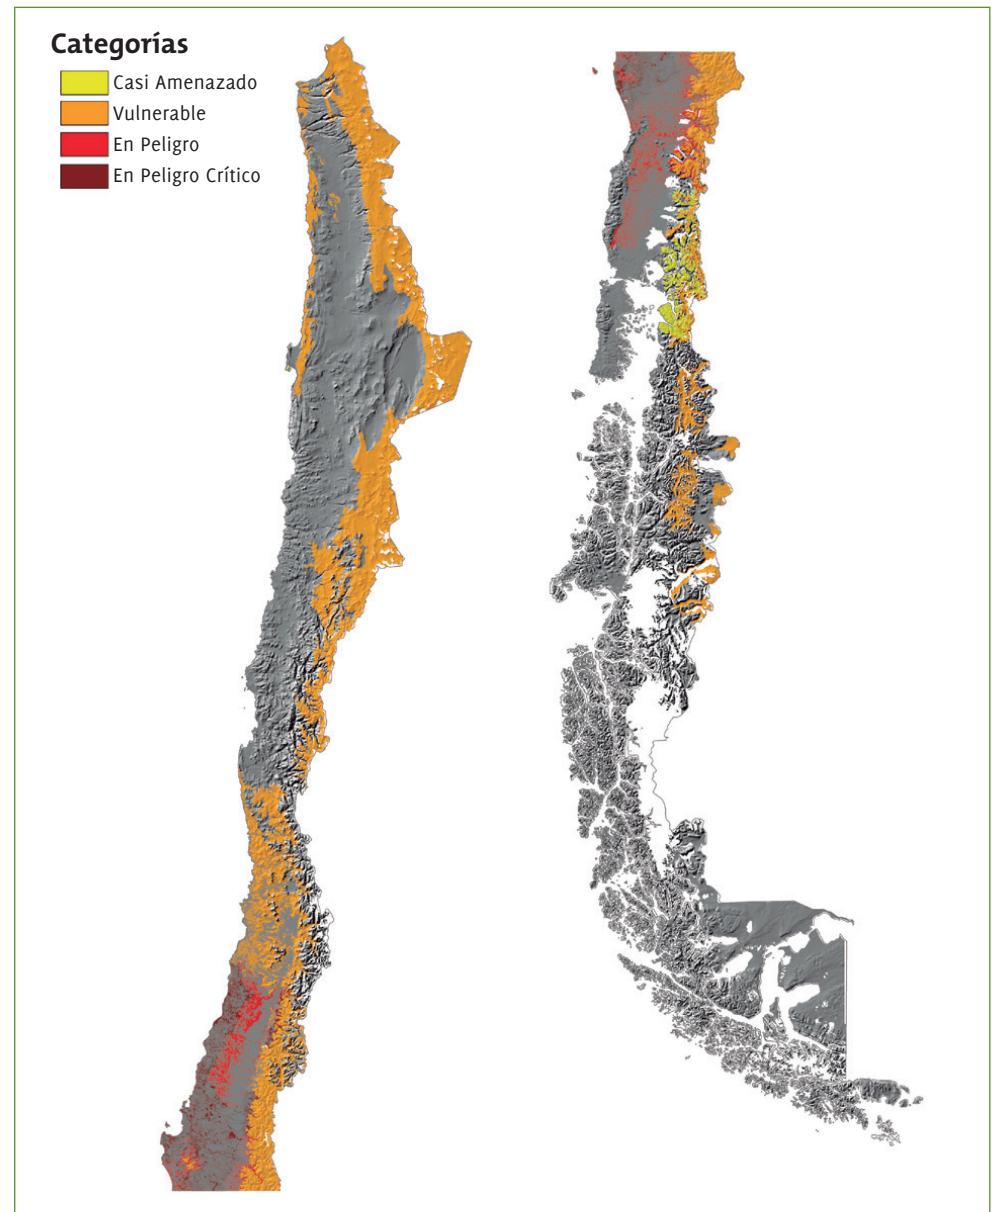 Categorías
Casi Amenazado
Vulnerable
En Peligro
En Peligro Crítico